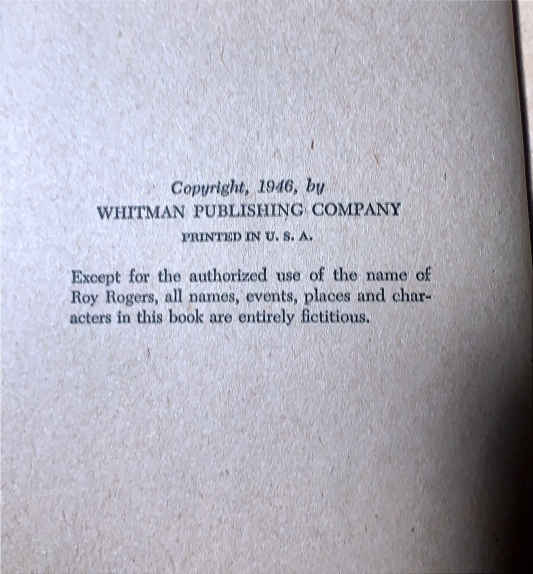 Copyright, 1946, by
WHITMAN PUBLISHING COMPANY
PRINTED IN U. S. A.
Except for the authorized use of the name of
Roy Rogers, all names, events, places and char-
acters in this book are entirely fictitious.